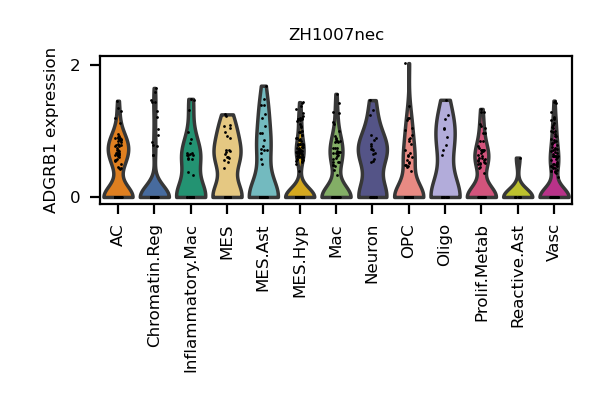 ZH1007nec
ADGRB1 expression
2
0
AC
Chromatin.Reg
Inflammatory.Mac
MES
MES.Ast
MES.Hyp
Mac
Neuron
OPC
Oligo
Prolif.Metab
Reactive.Ast
Vasc